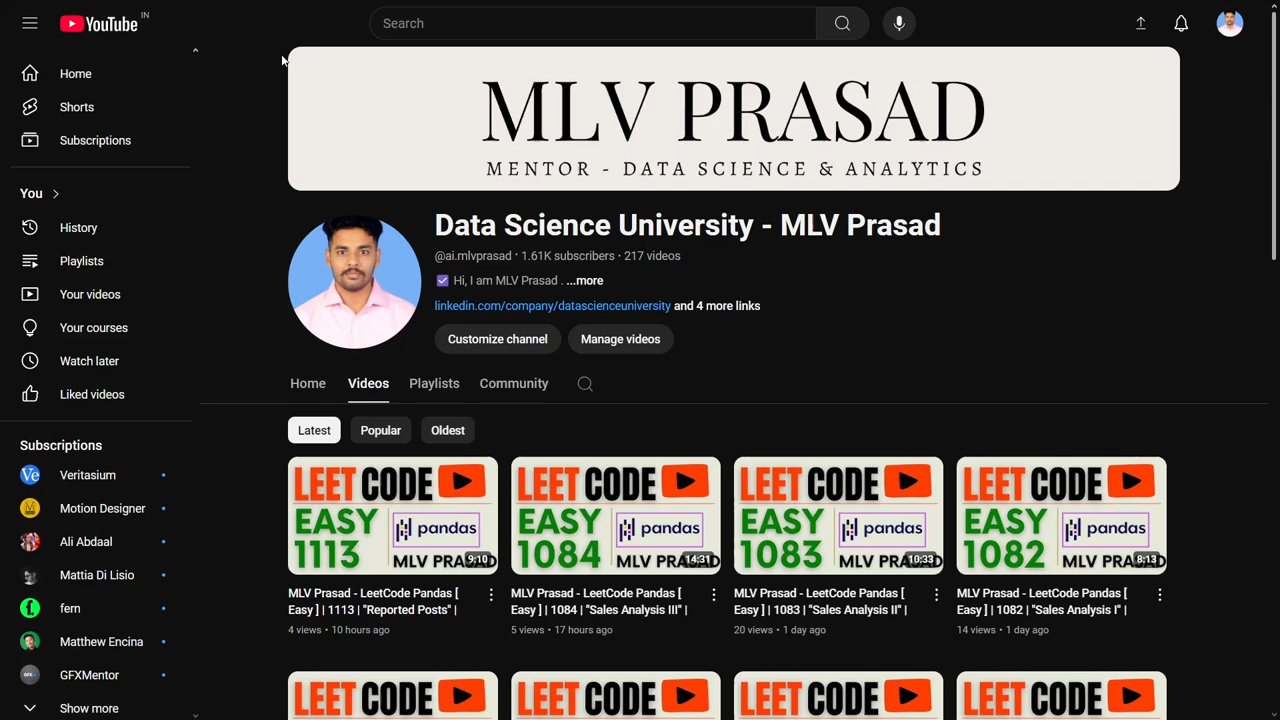 YouTube IN
Search
Home
Shorts
Subscriptions
You
History
Playlists
Your videos
Your courses
Watch later
Liked videos
Subscriptions
Veritasium
Motion Designer
Ali Abdaal
Mattia Di Lisio
fern
Matthew Encina
GFXMentor
Show more
MLV PRASAD
MENTOR - DATA SCIENCE & ANALYTICS
Data Science University - MLV Prasad
@ai.mlvprasad · 1.61K subscribers · 217 videos
Hi, I am MLV Prasad . ...more
linkedin.com/company/datascienceuniversity and 4 more links
Customize channel Manage videos
Home Videos Playlists Community
Latest Popular Oldest
LEET CODE
EASY
1113
pandas
MLV PRASAD
9:10
MLV Prasad - LeetCode Pandas [
Easy ] | 1113 | "Reported Posts" |
4 views · 10 hours ago
LEET CODE
EASY
1084
pandas
MLV PRASAD
14:31
MLV Prasad - LeetCode Pandas [
Easy ] | 1084 | "Sales Analysis III" |
5 views · 17 hours ago
LEET CODE
EASY
1083
pandas
MLV PRASAD
10:33
MLV Prasad - LeetCode Pandas [
Easy ] | 1083 | "Sales Analysis II" |
20 views · 1 day ago
LEET CODE
EASY
1082
pandas
MLV PRASAD
8:13
MLV Prasad - LeetCode Pandas [
Easy ] | 1082 | "Sales Analysis I" |
14 views · 1 day ago
LEET CODE
LEET CODE
LEET CODE
LEET CODE